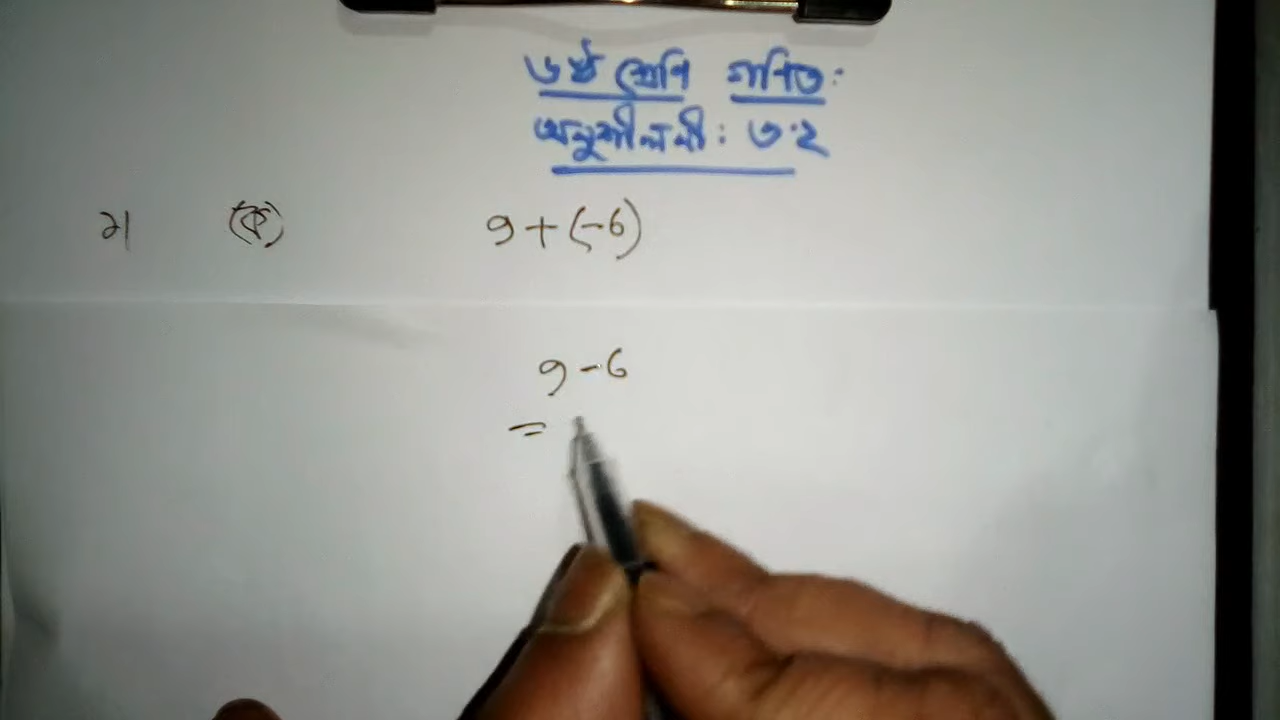 ৬ষ্ঠ শ্রেণি গণিত:
অনুশীলনী: ৩.২
২। (ক) 9 + (-6)
9 - 6
=